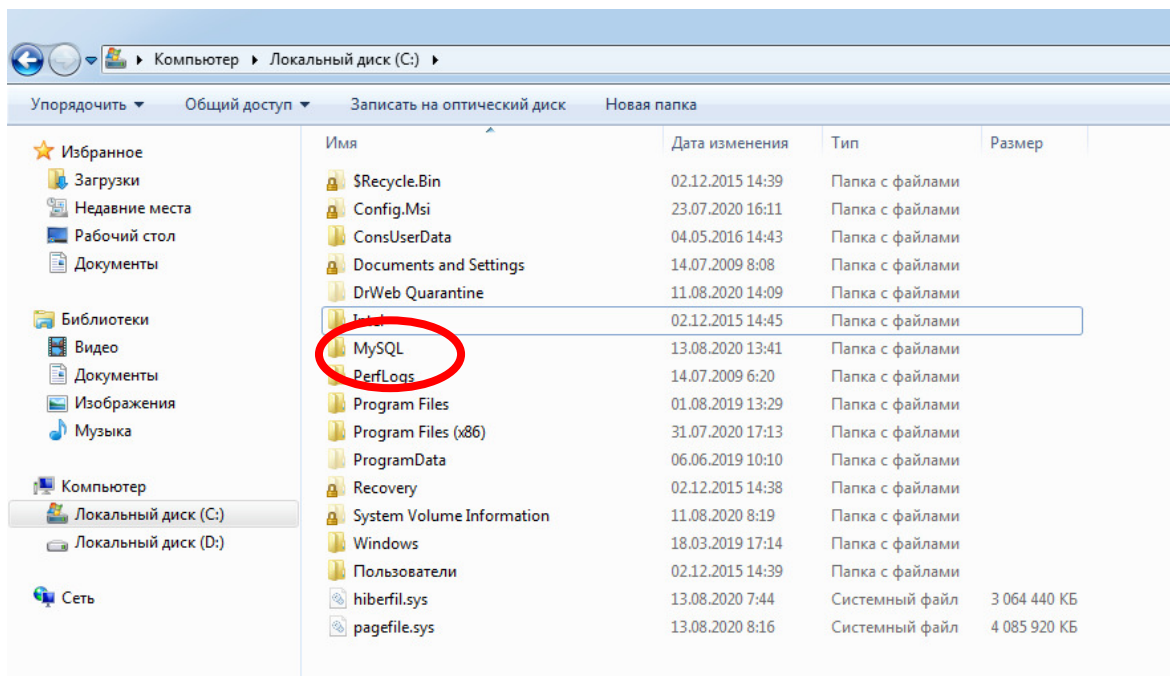 Компьютер Локальный диск (C:)
Упорядочить Общий доступ Записать на оптический диск Новая папка
Избранное
Загрузки
Недавние места
Рабочий стол
Документы
Библиотеки
Видео
Документы
Изображения
Музыка
Компьютер
Локальный диск (C:)
Локальный диск (D:)
Сеть
Имя Дата изменения Тип Размер
$Recycle.Bin 02.12.2015 14:39 Папка с файлами
Config.Msi 23.07.2020 16:11 Папка с файлами
ConsUserData 04.05.2016 14:43 Папка с файлами
Documents and Settings 14.07.2009 8:08 Папка с файлами
DrWeb Quarantine 11.08.2020 14:09 Папка с файлами
Intel 02.12.2015 14:45 Папка с файлами
MySQL 13.08.2020 13:41 Папка с файлами
PerfLogs 14.07.2009 6:20 Папка с файлами
Program Files 01.08.2019 13:29 Папка с файлами
Program Files (x86) 31.07.2020 17:13 Папка с файлами
ProgramData 06.06.2019 10:10 Папка с файлами
Recovery 02.12.2015 14:38 Папка с файлами
System Volume Information 11.08.2020 8:19 Папка с файлами
Windows 18.03.2019 17:14 Папка с файлами
Пользователи 02.12.2015 14:39 Папка с файлами
hiberfil.sys 13.08.2020 7:44 Системный файл 3 064 440 КБ
pagefile.sys 13.08.2020 8:16 Системный файл 4 085 920 КБ